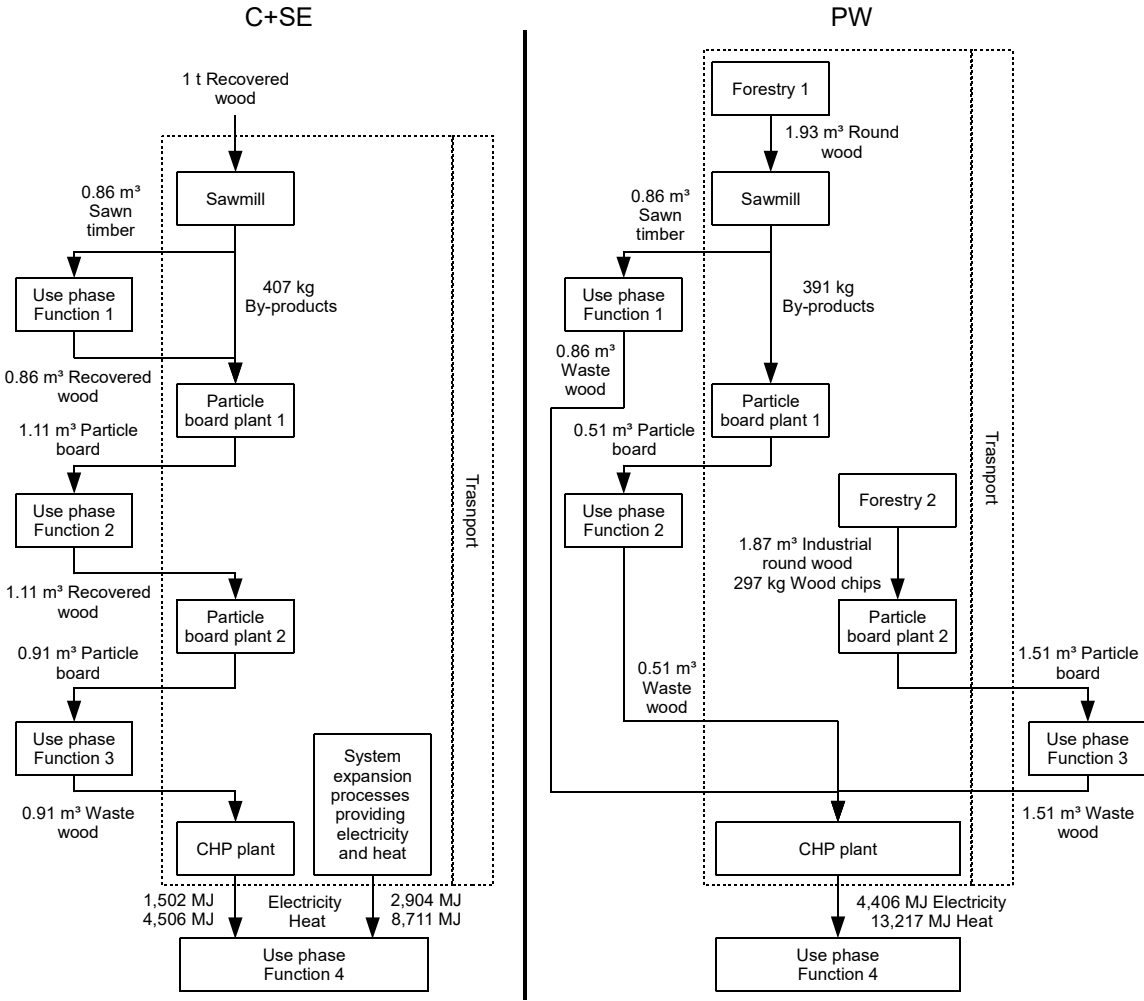 C+SE
1 t Recovered
wood
Sawmill
0.86 m³
Sawn
timber
Use phase
Function 1
407 kg
By-products
0.86 m³ Recovered
wood
Particle
board plant 1
1.11 m³ Particle
board
Use phase
Function 2
1.11 m³ Recovered
wood
Particle
board plant 2
0.91 m³ Particle
board
Use phase
Function 3
0.91 m³ Waste
wood
CHP plant
System
expansion
processes
providing
electricity
and heat
Trasnport
1,502 MJ
4,506 MJ
Electricity
Heat
2,904 MJ
8,711 MJ
Use phase
Function 4
PW
Forestry 1
1.93 m³ Round
wood
Sawmill
0.86 m³
Sawn
timber
Use phase
Function 1
391 kg
By-products
0.86 m³
Waste
wood
Particle
board plant 1
0.51 m³ Particle
board
Use phase
Function 2
Forestry 2
1.87 m³ Industrial
round wood
297 kg Wood chips
Particle
board plant 2
0.51 m³
Waste
wood
1.51 m³ Particle
board
Use phase
Function 3
1.51 m³ Waste
wood
CHP plant
Trasnport
4,406 MJ Electricity
13,217 MJ Heat
Use phase
Function 4